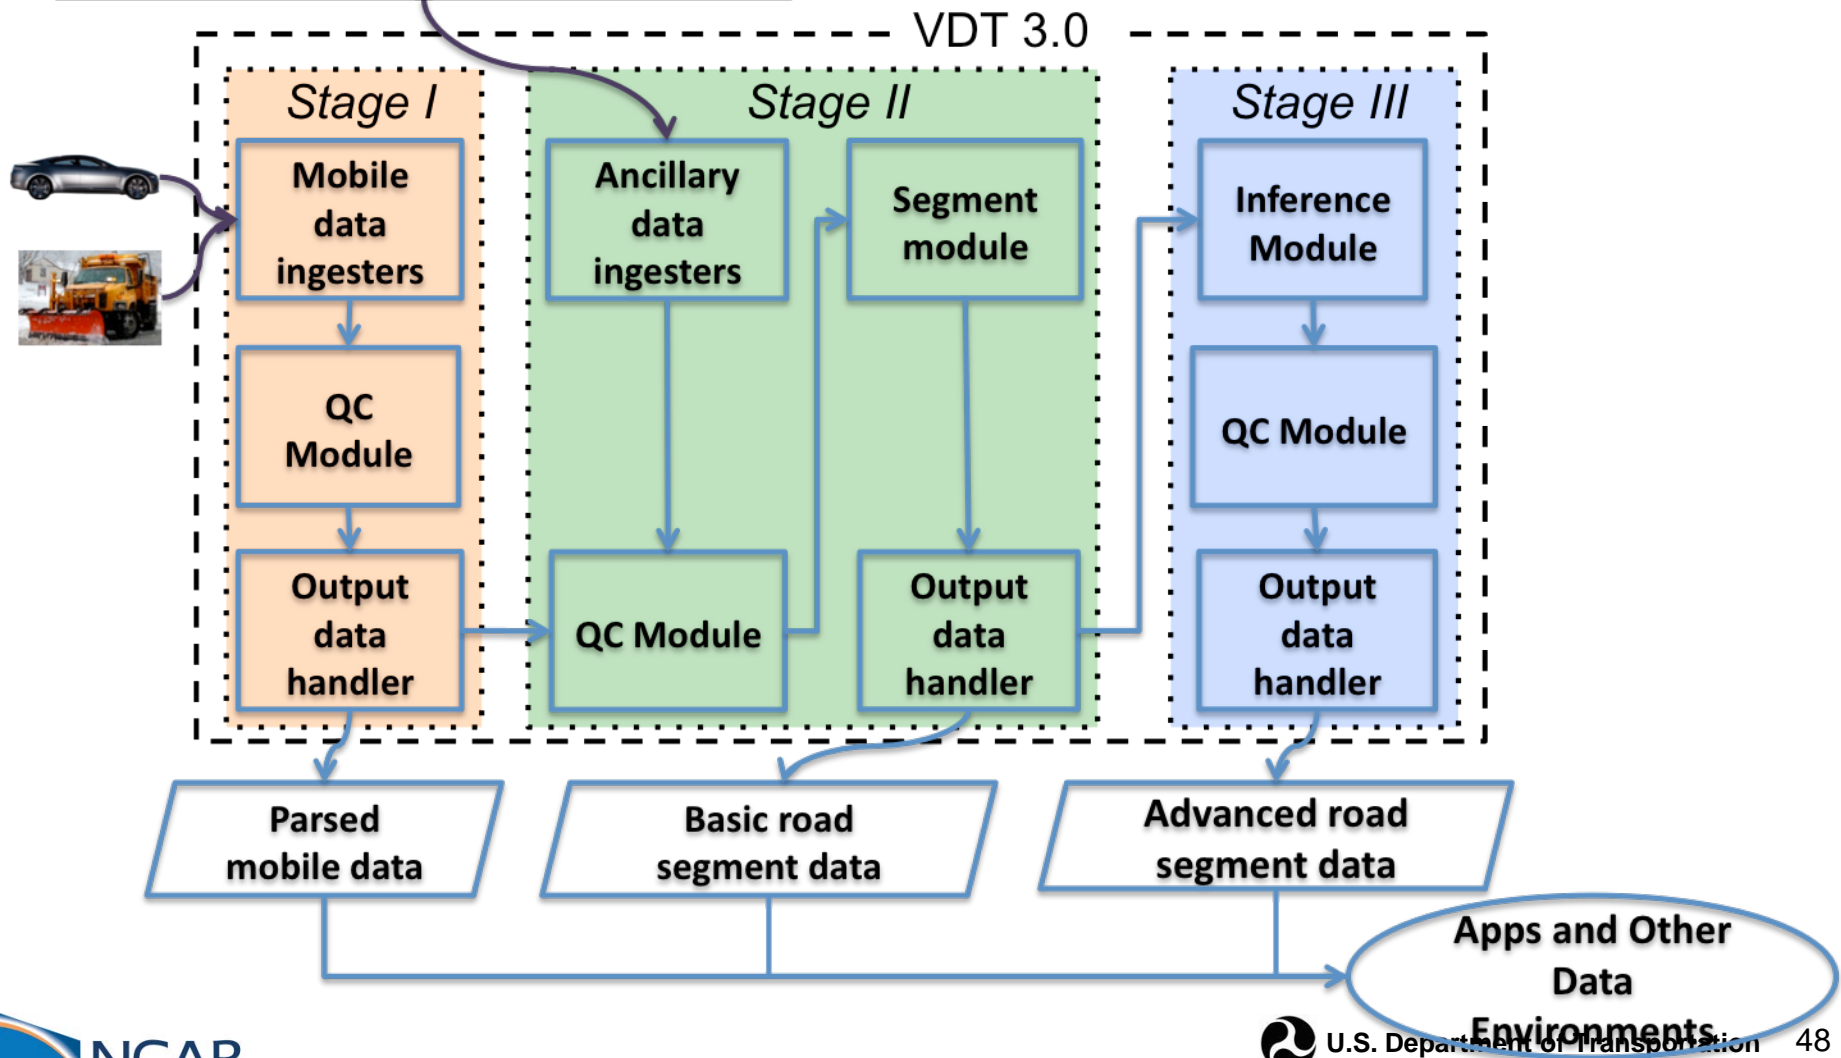 VDT 3.0
Stage I
Mobile
data
ingesters
QC
Module
Output
data
handler
Stage II
Ancillary
data
ingesters
QC Module
Segment
module
Output
data
handler
Stage III
Inference
Module
QC Module
Output
data
handler
Parsed
mobile data
Basic road
segment data
Advanced road
segment data
Apps and Other
Data
Environments
NCAR
U.S. Department of Transportation
48